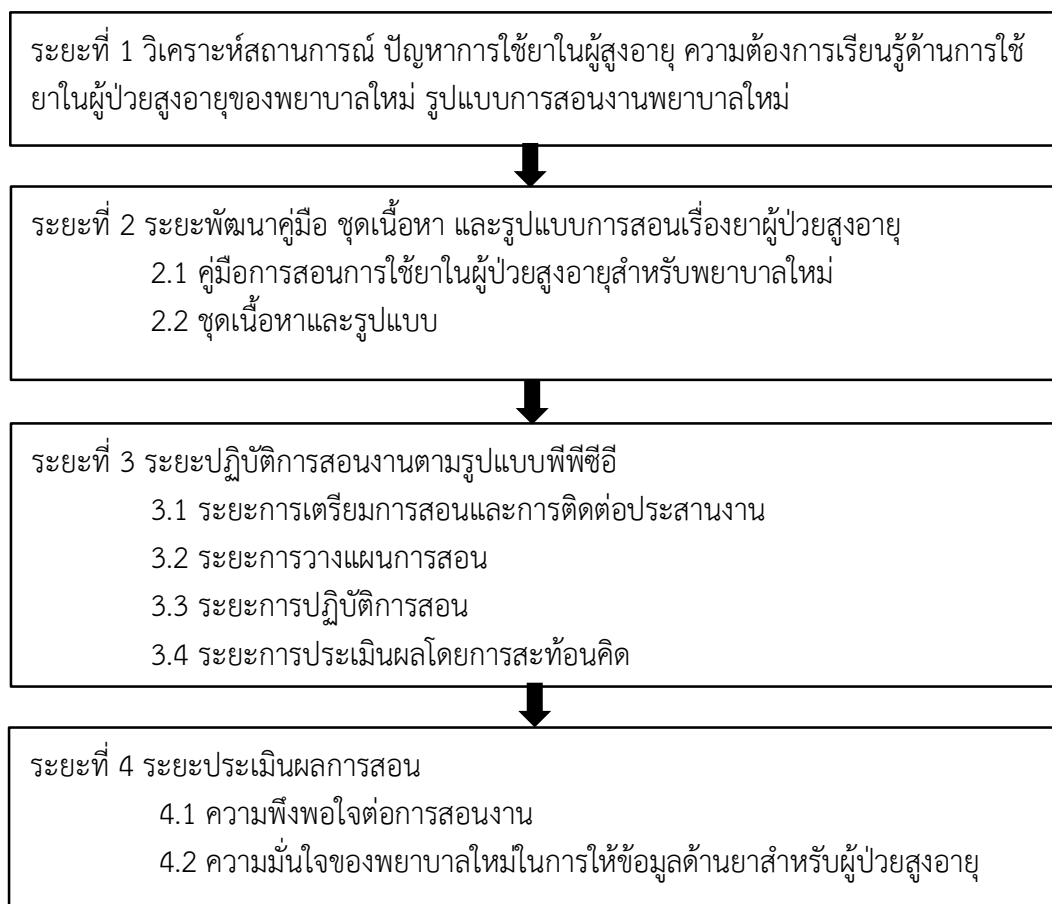 ระยะที่ 1 วิเคราะห์สถานการณ์ ปัญหาการใช้ยาในผู้สูงอายุ ความต้องการเรียนรู้ด้านการใช้
ยาในผู้ป่วยสูงอายุของพยาบาลใหม่ รูปแบบการสอนงานพยาบาลใหม่
ระยะที่ 2 ระยะพัฒนาคู่มือ ชุดเนื้อหา และรูปแบบการสอนเรื่องยาผู้ป่วยสูงอายุ
2.1 คู่มือการสอนการใช้ยาในผู้ป่วยสูงอายุสำหรับพยาบาลใหม่
2.2 ชุดเนื้อหาและรูปแบบ
ระยะที่ 3 ระยะปฏิบัติการสอนงานตามรูปแบบพีพีซีอี
3.1 ระยะการเตรียมการสอนและการติดต่อประสานงาน
3.2 ระยะการวางแผนการสอน
3.3 ระยะการปฏิบัติการสอน
3.4 ระยะการประเมินผลโดยการสะท้อนคิด
ระยะที่ 4 ระยะประเมินผลการสอน
4.1 ความพึงพอใจต่อการสอนงาน
4.2 ความมั่นใจของพยาบาลใหม่ในการให้ข้อมูลด้านยาสำหรับผู้ป่วยสูงอายุ